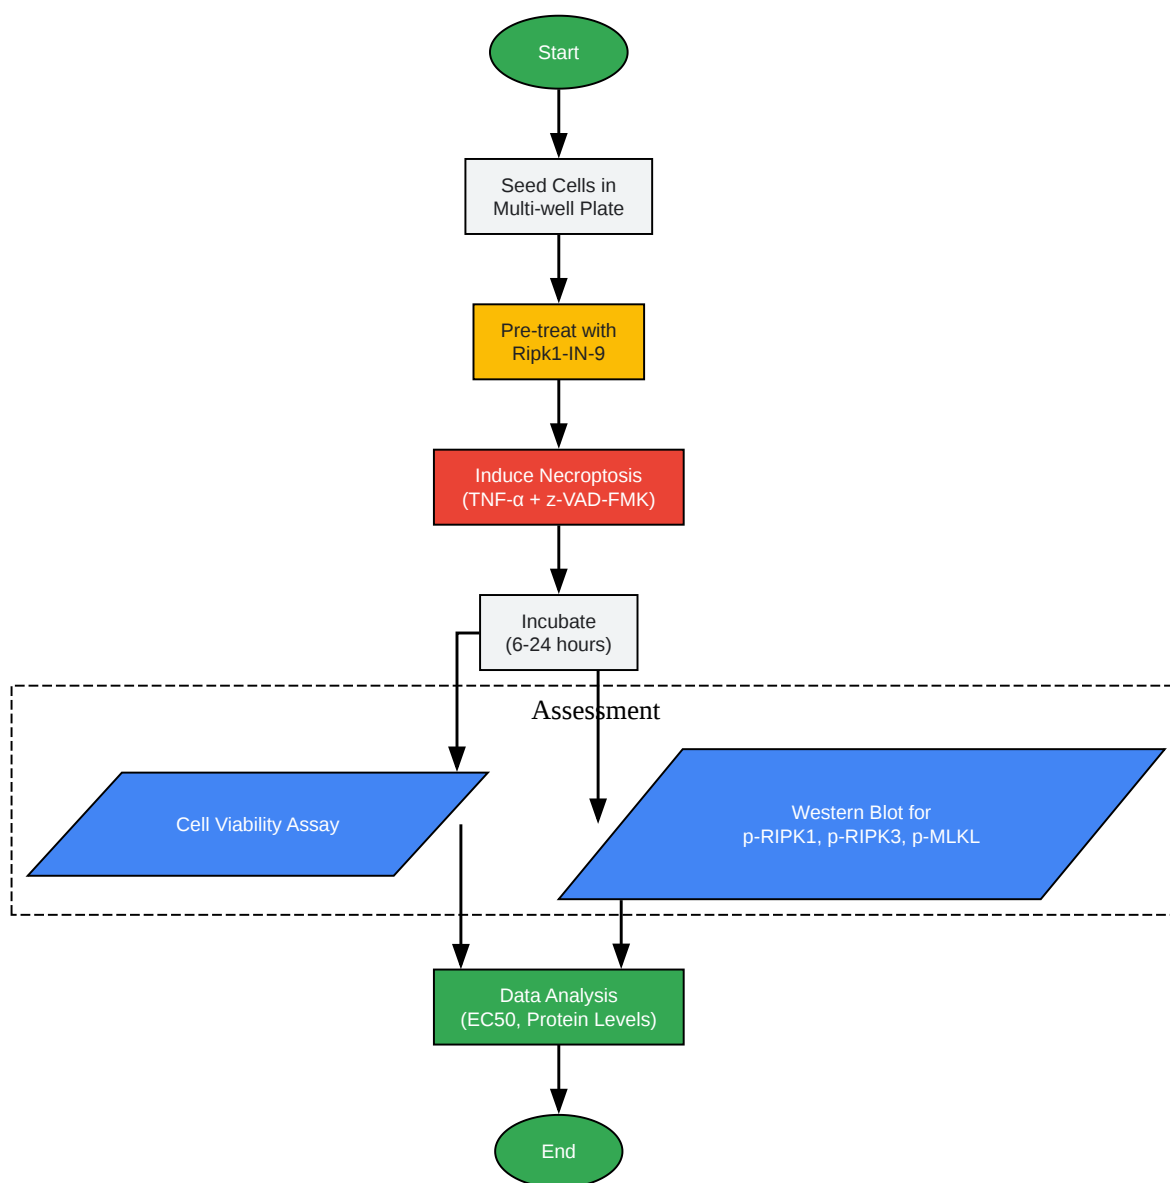 Start
Seed Cells in
Multi-well Plate
Pre-treat with
Ripk1-IN-9
Induce Necroptosis
(TNF-α + z-VAD-FMK)
Incubate
(6-24 hours)
Assessment
Cell Viability Assay
Western Blot for
p-RIPK1, p-RIPK3, p-MLKL
Data Analysis
(EC50, Protein Levels)
End